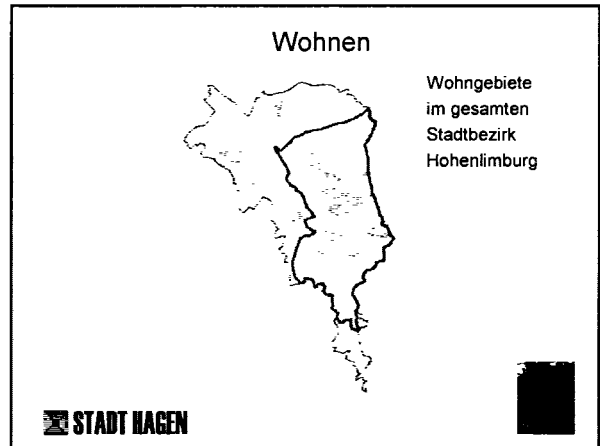 Wohnen
Wohngebiete
im gesamten
Stadtbezirk
Hohenlimburg
STADT HAGEN